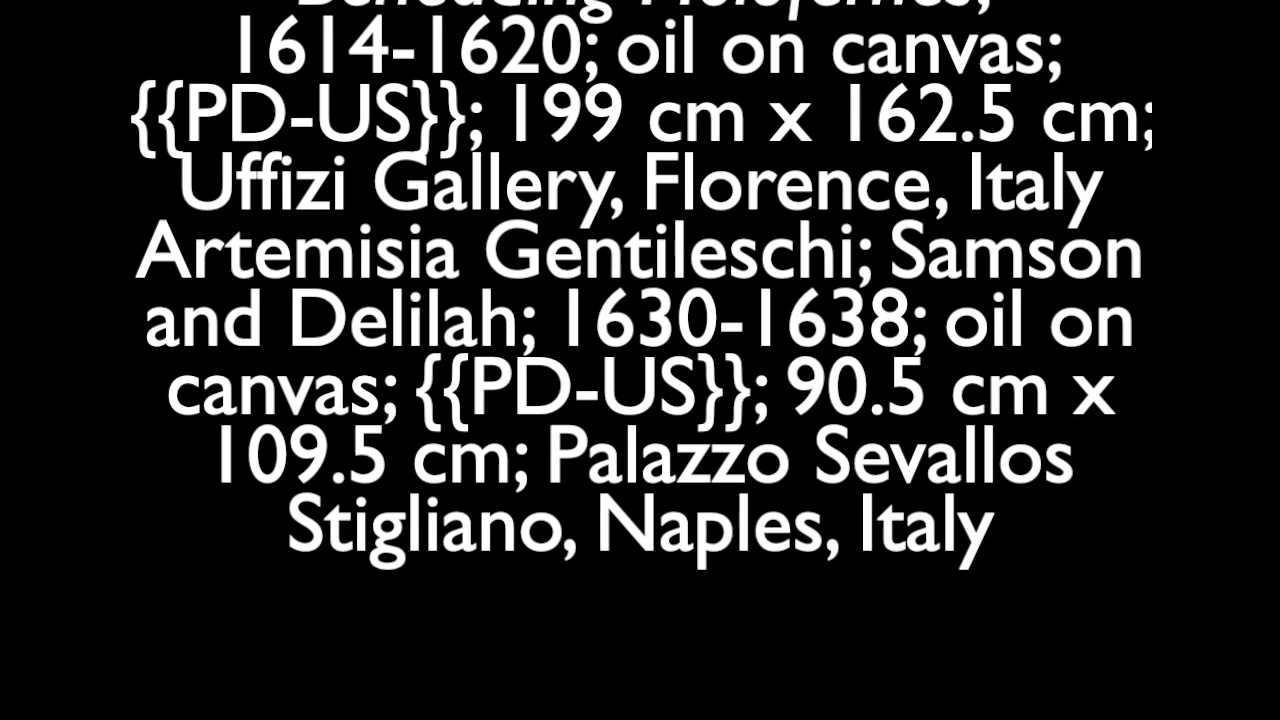 Beheading Holofernes,
1614-1620; oil on canvas;
{{PD-US}}; 199 cm x 162.5 cm;
Uffizi Gallery, Florence, Italy
Artemisia Gentileschi; Samson
and Delilah; 1630-1638; oil on
canvas; {{PD-US}}; 90.5 cm x
109.5 cm; Palazzo Sevallos
Stigliano, Naples, Italy